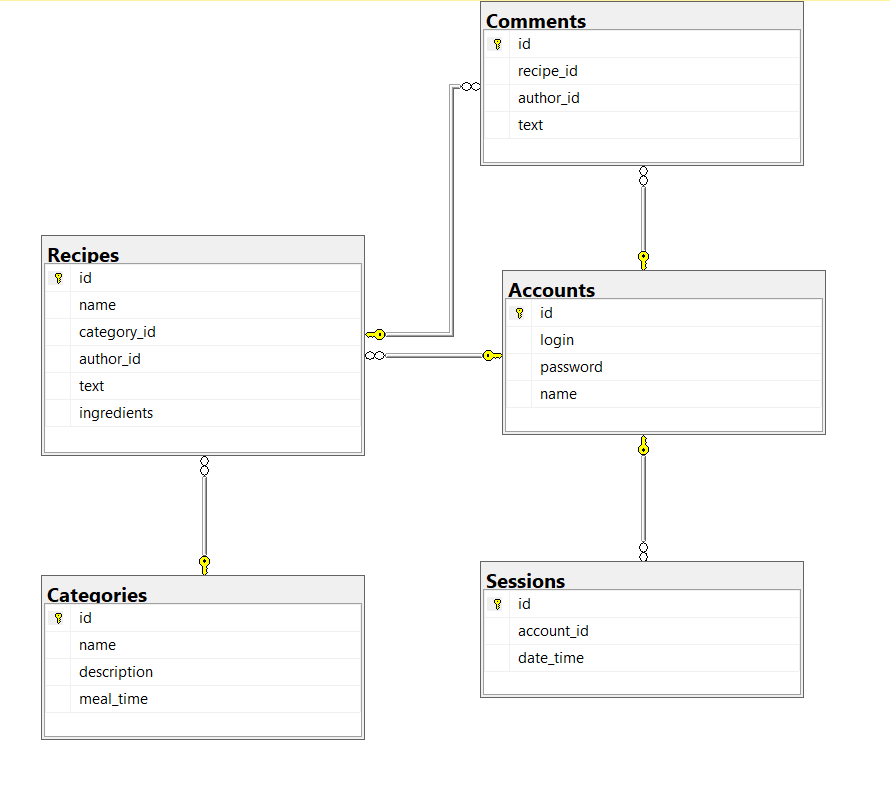 Comments
id
recipe_id
author_id
text
Recipes
id
name
category_id
author_id
text
ingredients
Accounts
id
login
password
name
Categories
id
name
description
meal_time
Sessions
id
account_id
date_time